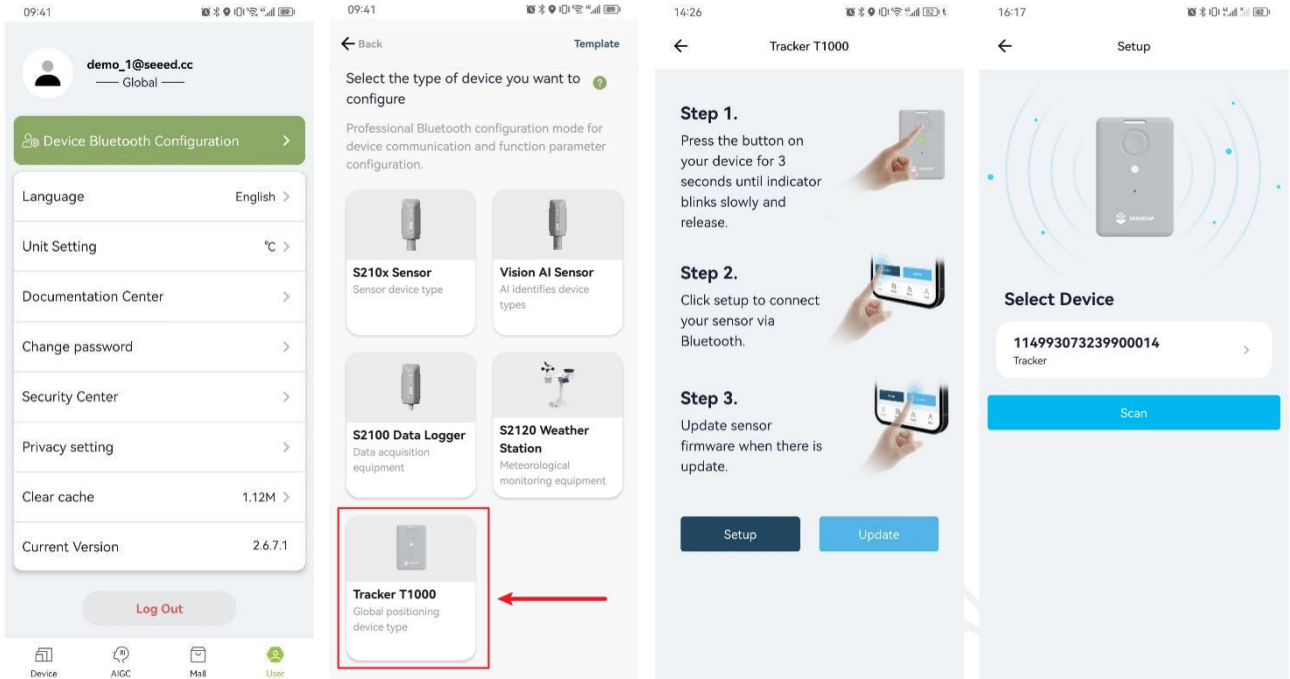 09:41
89
demo_1@seeed.cc
Global
Device Bluetooth Configuration
Language English
Unit Setting ℃
Documentation Center
Change password
Security Center
Privacy setting
Clear cache 1.12M
Current Version 2.6.7.1
Log Out
Device AIGC Mall User
09:41
89
Back Template
Select the type of device you want to
configure
Professional Bluetooth configuration mode for
device communication and function parameter
configuration.
S210x Sensor
Sensor device type
Vision AI Sensor
AI identifies device
types
S2100 Data Logger
Data acquisition
equipment
S2120 Weather
Station
Meteorological
monitoring equipment
Tracker T1000
Global positioning
device type
14:26
Tracker T1000
Step 1.
Press the button on
your device for 3
seconds until indicator
blinks slowly and
release.
Step 2.
Click setup to connect
your sensor via
Bluetooth.
Step 3.
Update sensor
firmware when there is
update.
Setup Update
16:17
62
Setup
SENSECAP
Select Device
114993073239900014
Tracker
Scan